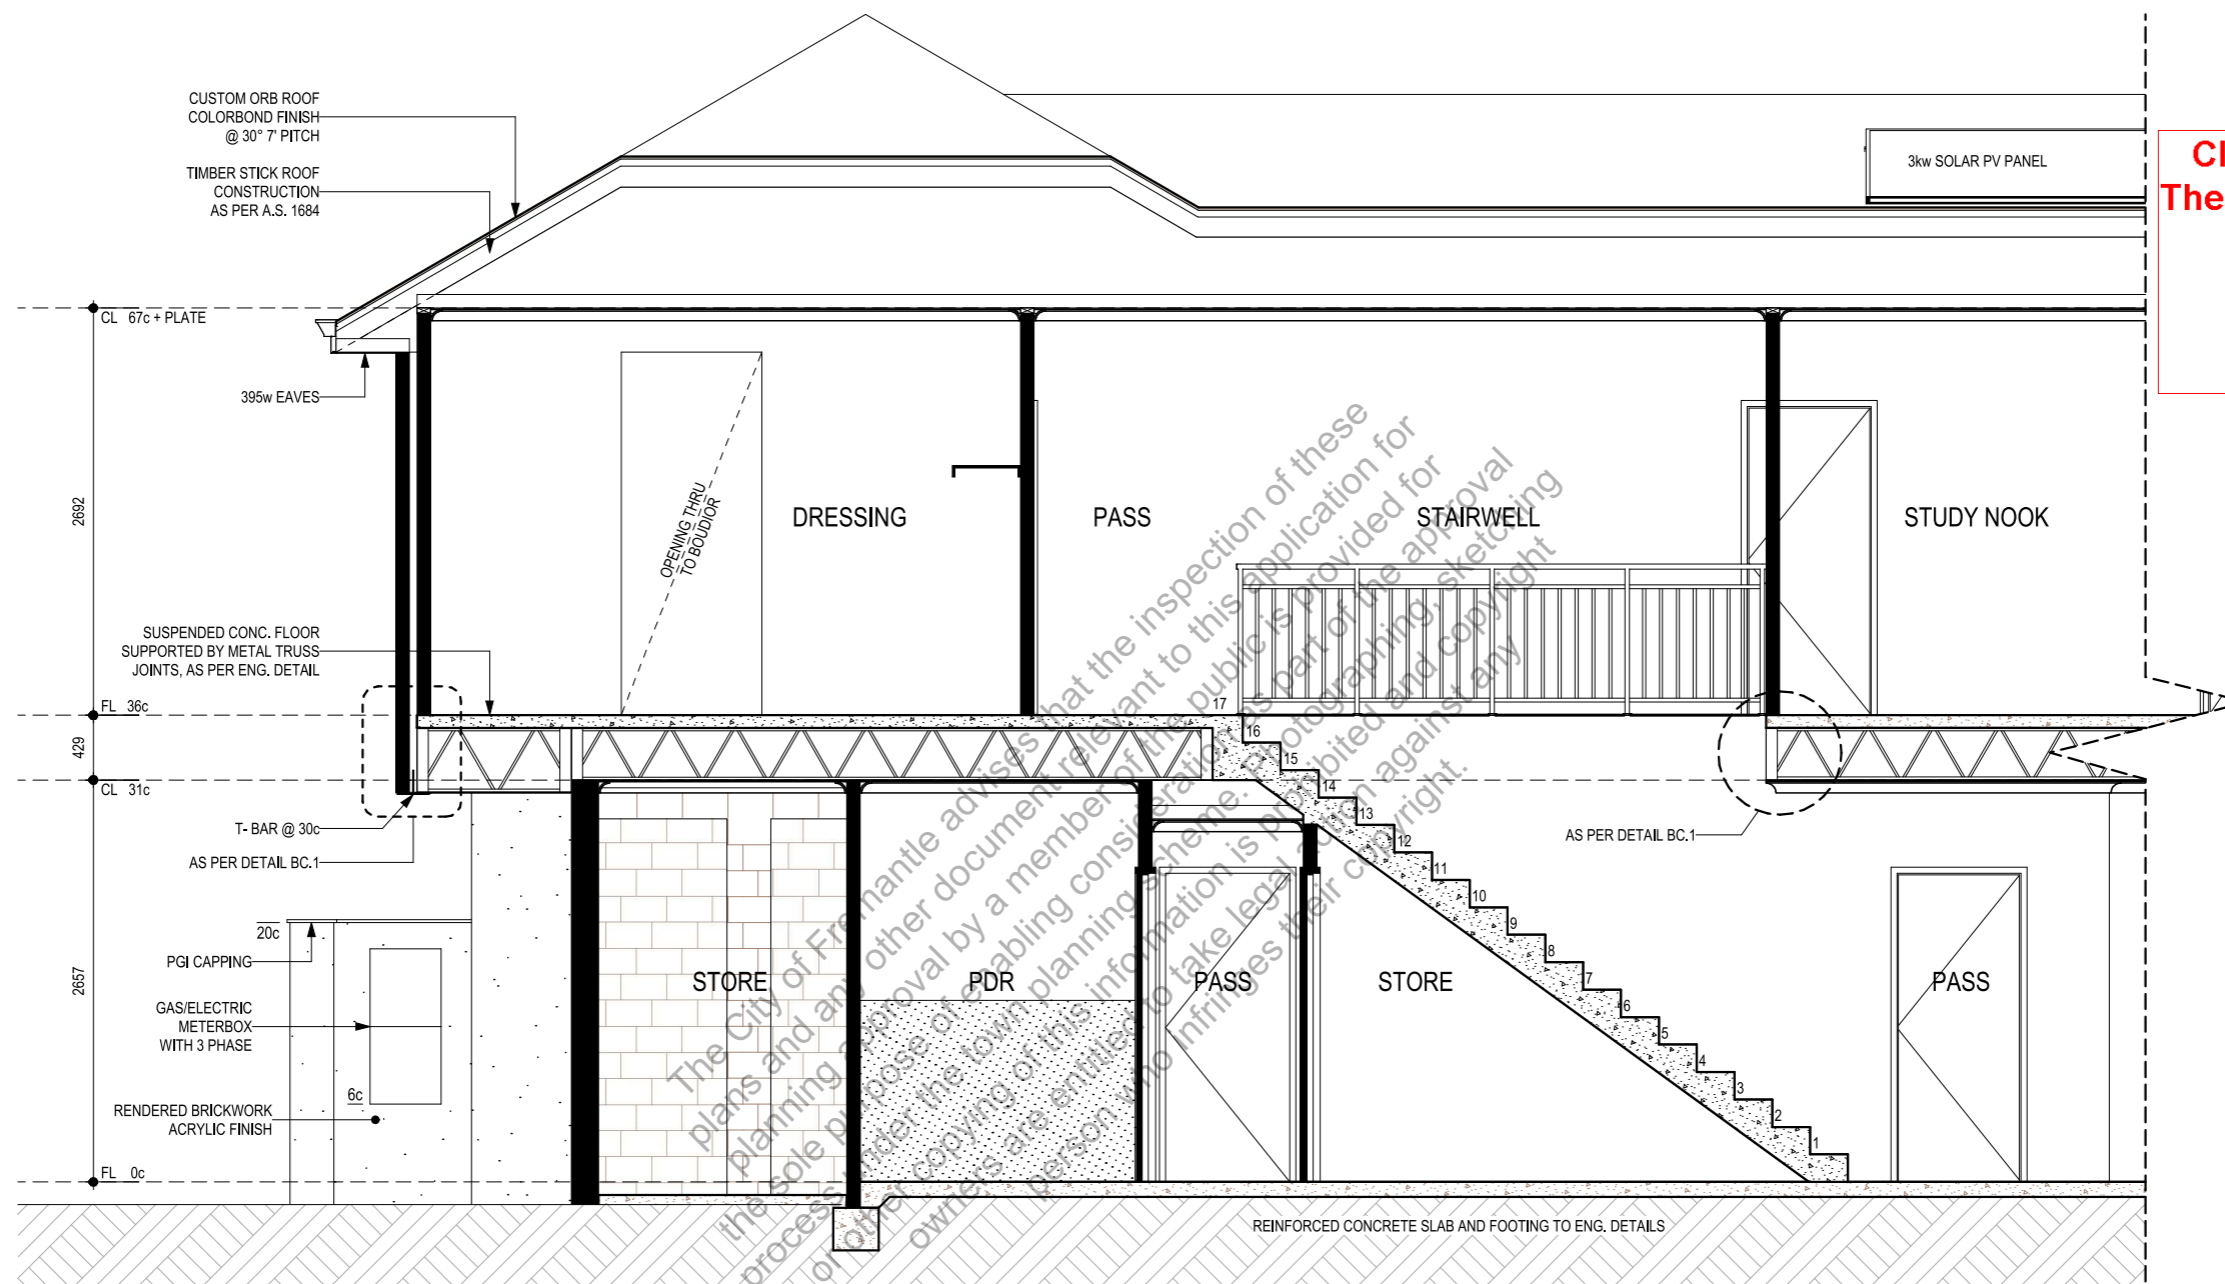 CUSTOM ORB ROOF
COLORBOND FINISH
@ 30° 7' PITCH
TIMBER STICK ROOF
CONSTRUCTION
AS PER A.S. 1684
3kw SOLAR PV PANEL
The
CL 67c + PLATE
395w EAVES
2692
OPENING THRU
TO BOUDIOR
DRESSING
PASS
STAIRWELL
STUDY NOOK
SUSPENDED CONC. FLOOR
SUPPORTED BY METAL TRUSS
JOINTS, AS PER ENG. DETAIL
FL 36c
429
CL 31c
T- BAR @ 30c
AS PER DETAIL BC.1
AS PER DETAIL BC.1
17
16
15
14
13
12
11
10
9
8
7
6
5
4
3
2
1
20c
PGI CAPPING
2657
GAS/ELECTRIC
METERBOX
WITH 3 PHASE
6c
RENDERED BRICKWORK
ACRYLIC FINISH
FL 0c
STORE
PDR
PASS
STORE
PASS
REINFORCED CONCRETE SLAB AND FOOTING TO ENG. DETAILS
The City of Fremantle advises that the inspection of these
plans and any other document relevant to this application for
planning approval by a member of the public is provided for
the sole purpose of enabling consideration as part of the approval
process under the town planning scheme. Photographing, sketching
or other copying of this information is prohibited and copyright
owners are entitled to take legal action against any
person who infringes their copyright.